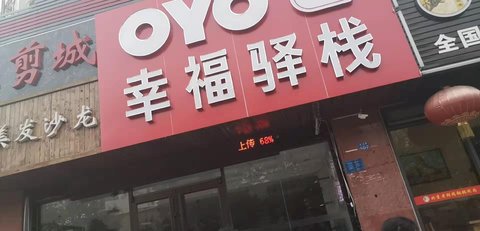 剪城
美发沙龙
OYO
幸福驿栈
上传 68%
全国